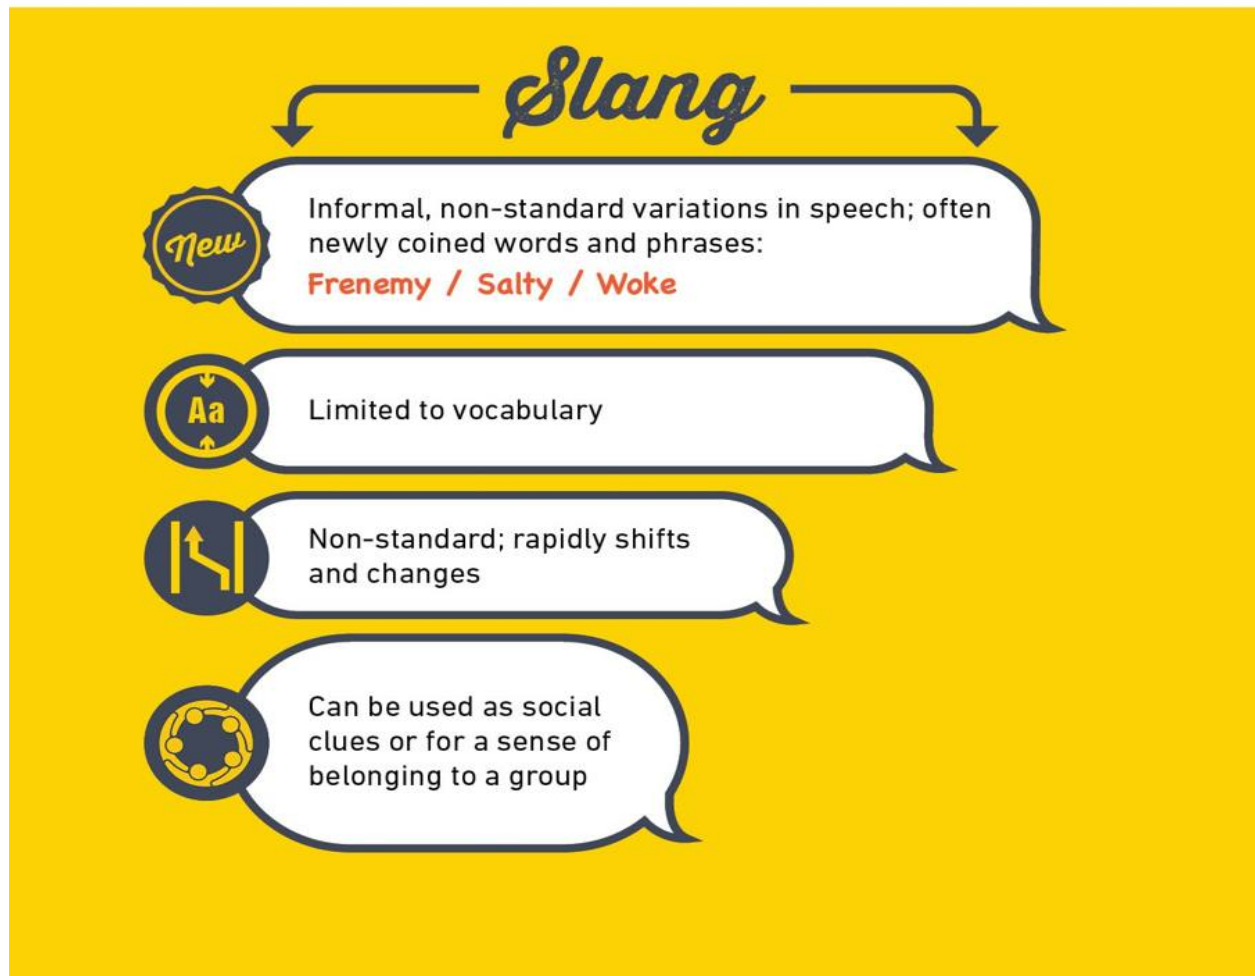 Slang
New
Informal, non-standard variations in speech; often
newly coined words and phrases:
Frenemy / Salty / Woke
Aa
Limited to vocabulary
Non-standard; rapidly shifts
and changes
Can be used as social
clues or for a sense of
belonging to a group